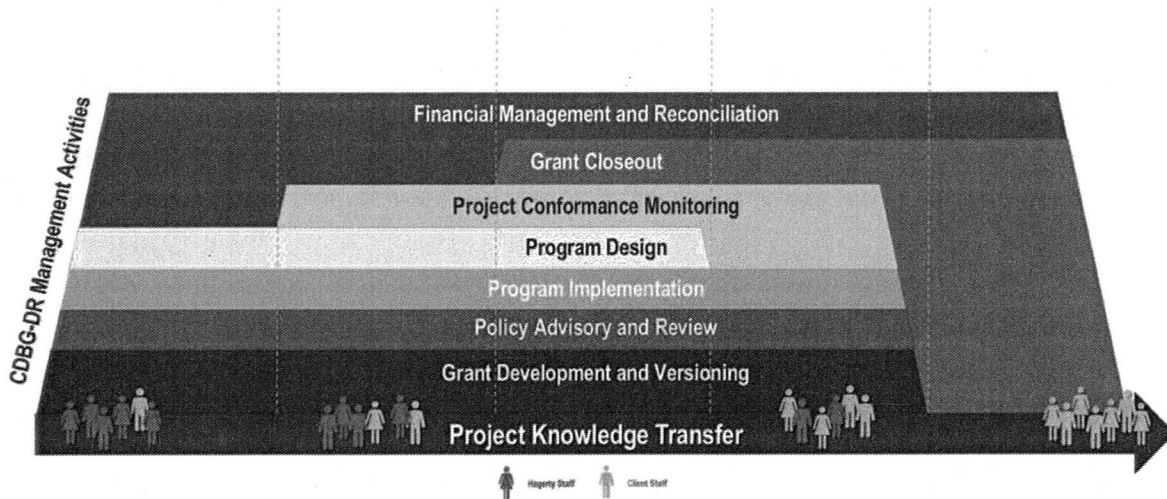 CDBG-DR Management Activities
Financial Management and Reconciliation
Grant Closeout
Project Conformance Monitoring
Program Design
Program Implementation
Policy Advisory and Review
Grant Development and Versioning
Project Knowledge Transfer
Hagerty Staff
Client Staff